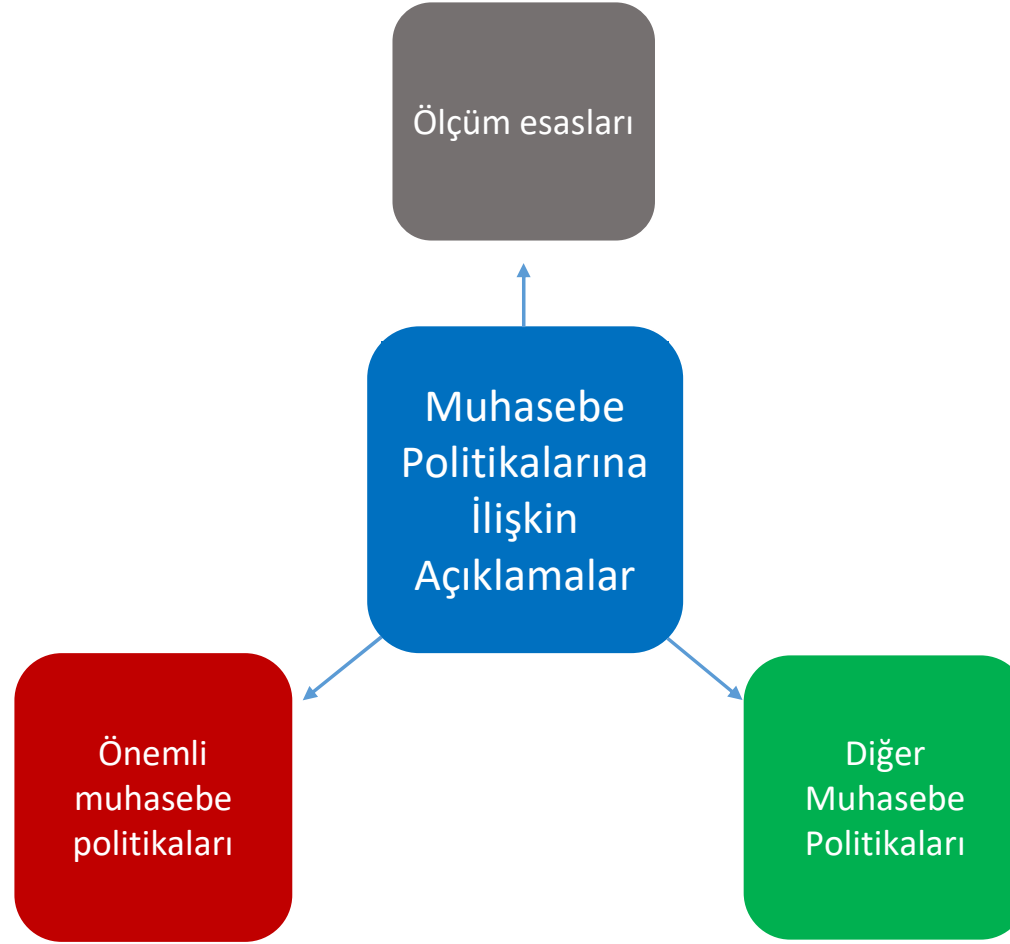 Ölçüm esasları
Muhasebe
Politikalarına
İlişkin
Açıklamalar
Önemli
muhasebe
politikaları
Diğer
Muhasebe
Politikaları